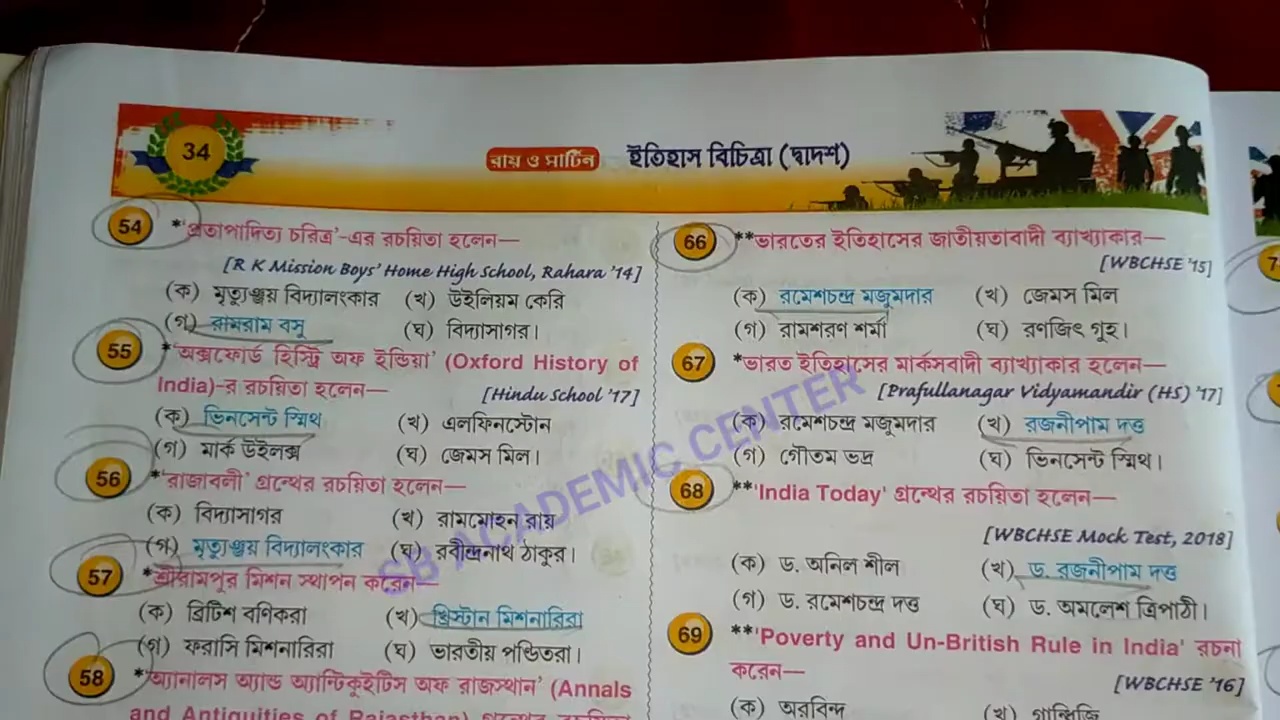 34
রায় ও মার্টিন ইতিহাস বিচিত্রা (দ্বাদশ)
54 *'প্রতাপাদিত্য চরিত্র'-এর রচয়িতা হলেন—
[R K Mission Boys' Home High School, Rahara '14]
(ক) মৃত্যুঞ্জয় বিদ্যালংকার (খ) উইলিয়ম কেরি
(গ) রামরাম বসু (ঘ) বিদ্যাসাগর।
55 *'অক্সফোর্ড হিস্ট্রি অফ ইন্ডিয়া' (Oxford History of
India)-র রচয়িতা হলেন— [Hindu School '17]
(ক) ভিনসেন্ট স্মিথ (খ) এলফিনস্টোন
(গ) মার্ক উইলক্স (ঘ) জেমস মিল।
56 *'রাজাবলী' গ্রন্থের রচয়িতা হলেন—
(ক) বিদ্যাসাগর (খ) রামমোহন রায়
(গ) মৃত্যুঞ্জয় বিদ্যালংকার (ঘ) রবীন্দ্রনাথ ঠাকুর।
57 *শ্রীরামপুর মিশন স্থাপন করেন—
(ক) ব্রিটিশ বণিকরা (খ) খ্রিস্টান মিশনারিরা
(গ) ফরাসি মিশনারিরা (ঘ) ভারতীয় পণ্ডিতরা।
58 *'অ্যানালস অ্যান্ড অ্যান্টিকুইটিস অফ রাজস্থান' (Annals
and Antiquities of Rajasthan) গ্রন্থের রচয়িতা
66 **ভারতের ইতিহাসের জাতীয়তাবাদী ব্যাখ্যাকার—
[WBCHSE '15]
(ক) রমেশচন্দ্র মজুমদার (খ) জেমস মিল
(গ) রামশরণ শর্মা (ঘ) রণজিৎ গুহ।
67 *ভারত ইতিহাসের মার্কসবাদী ব্যাখ্যাকার হলেন—
[Prafullanagar Vidyamandir (HS) '17]
(ক) রমেশচন্দ্র মজুমদার (খ) রজনীপাম দত্ত
(গ) গৌতম ভদ্র (ঘ) ভিনসেন্ট স্মিথ।
68 **'India Today' গ্রন্থের রচয়িতা হলেন—
[WBCHSE Mock Test, 2018]
(ক) ড. অনিল শীল (খ) ড. রজনীপাম দত্ত
(গ) ড. রমেশচন্দ্র দত্ত (ঘ) ড. অমলেশ ত্রিপাঠী।
69 **'Poverty and Un-British Rule in India' রচনা
করেন— [WBCHSE '16]
(ক) অরবিন্দ (খ) গান্ধিজি
SB ACADEMIC CENTER